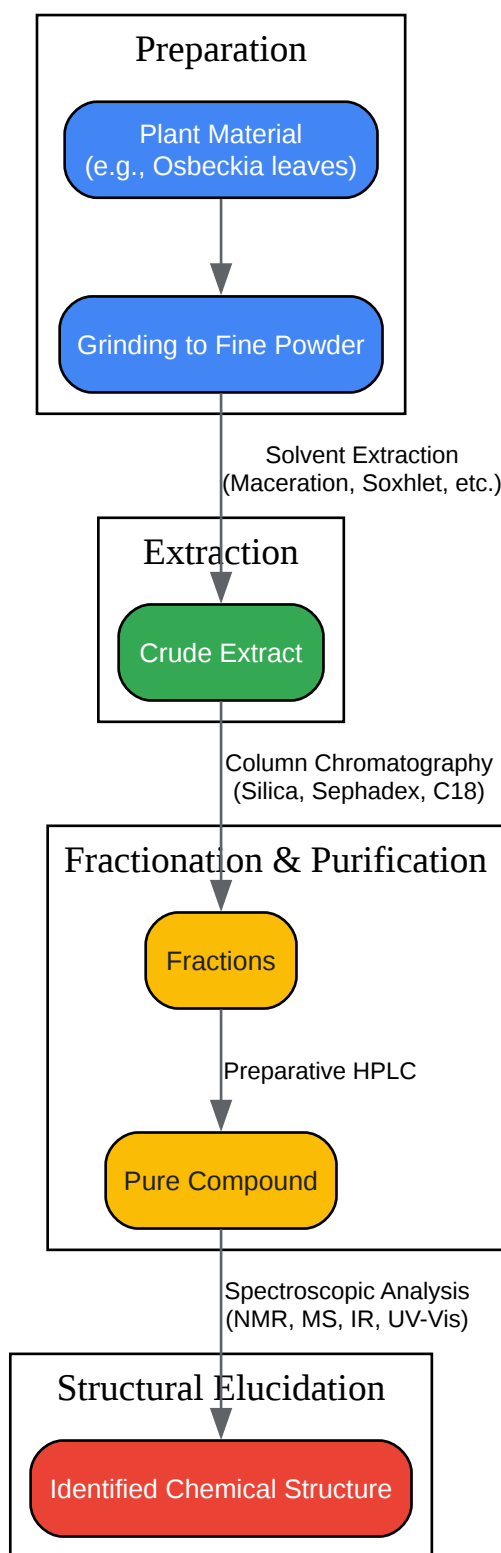 Preparation
Plant Material
(e.g., Osbeckia leaves)
Grinding to Fine Powder
Solvent Extraction
(Maceration, Soxhlet, etc.)
Extraction
Crude Extract
Column Chromatography
(Silica, Sephadex, C18)
Fractionation & Purification
Fractions
Preparative HPLC
Pure Compound
Spectroscopic Analysis
(NMR, MS, IR, UV-Vis)
Structural Elucidation
Identified Chemical Structure